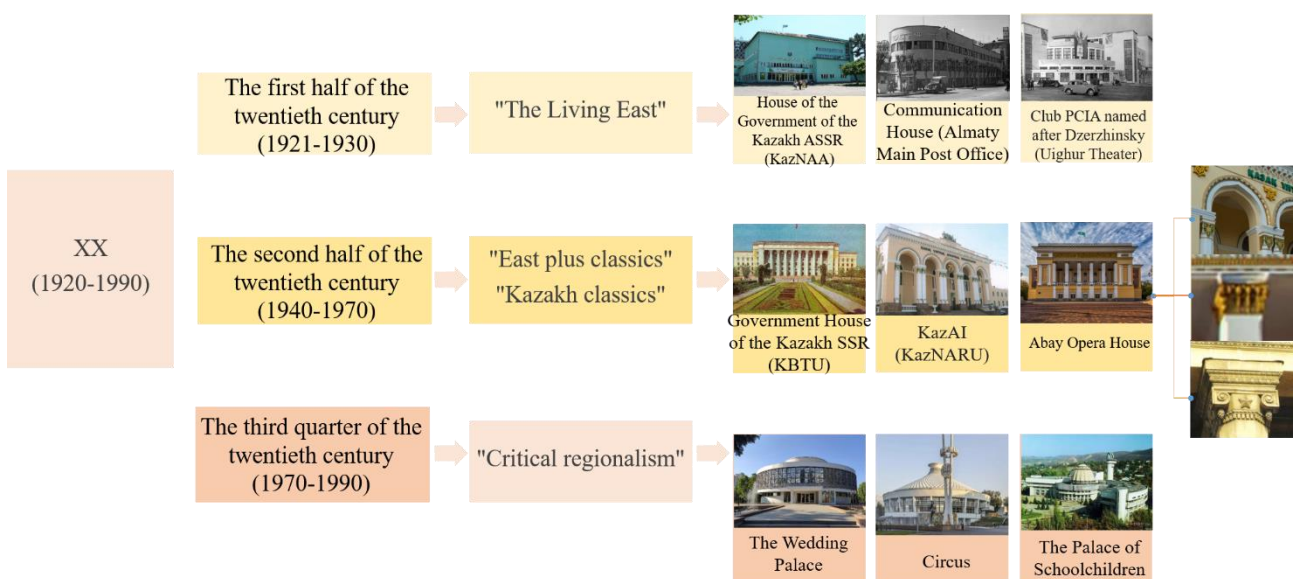 XX
(1920-1990)
The first half of the
twentieth century
(1921-1930)
"The Living East"
House of the
Government of the
Kazakh ASSR
(KazNAA)
Communication
House (Almaty
Main Post Office)
Club PCIA named
after Dzerzhinsky
(Uighur Theater)
The second half of the
twentieth century
(1940-1970)
"East plus classics"
"Kazakh classics"
Government House
of the Kazakh SSR
(KBTU)
KazAI
(KazNARU)
Abay Opera House
ҚАЗАҚ
The third quarter of the
twentieth century
(1970-1990)
"Critical regionalism"
The Wedding
Palace
Circus
The Palace of
Schoolchildren